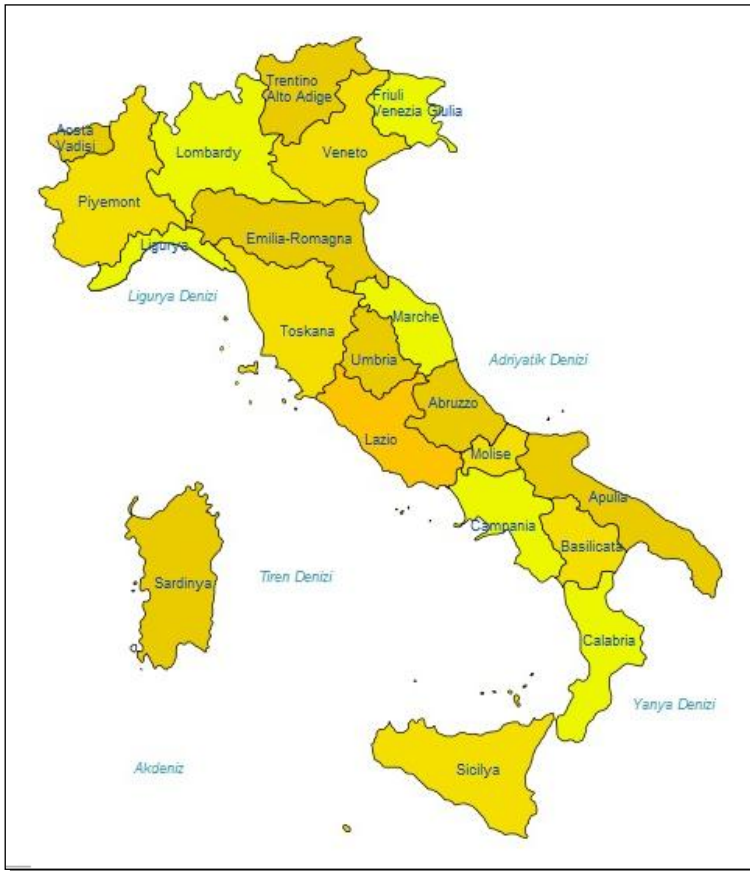 Trentino
Alto Adige
Friuli
Venezia Giulia
Aosta
Vadisi
Lombardy
Veneto
Piyemont
Emilia-Romagna
Ligurya
Ligurya Denizi
Marche
Toskana
Umbria
Adriyatik Denizi
Abruzzo
Lazio
Molise
Apulia
Campania
Basilicata
Tiren Denizi
Sardinya
Calabria
Yanya Denizi
Akdeniz
Sicilya